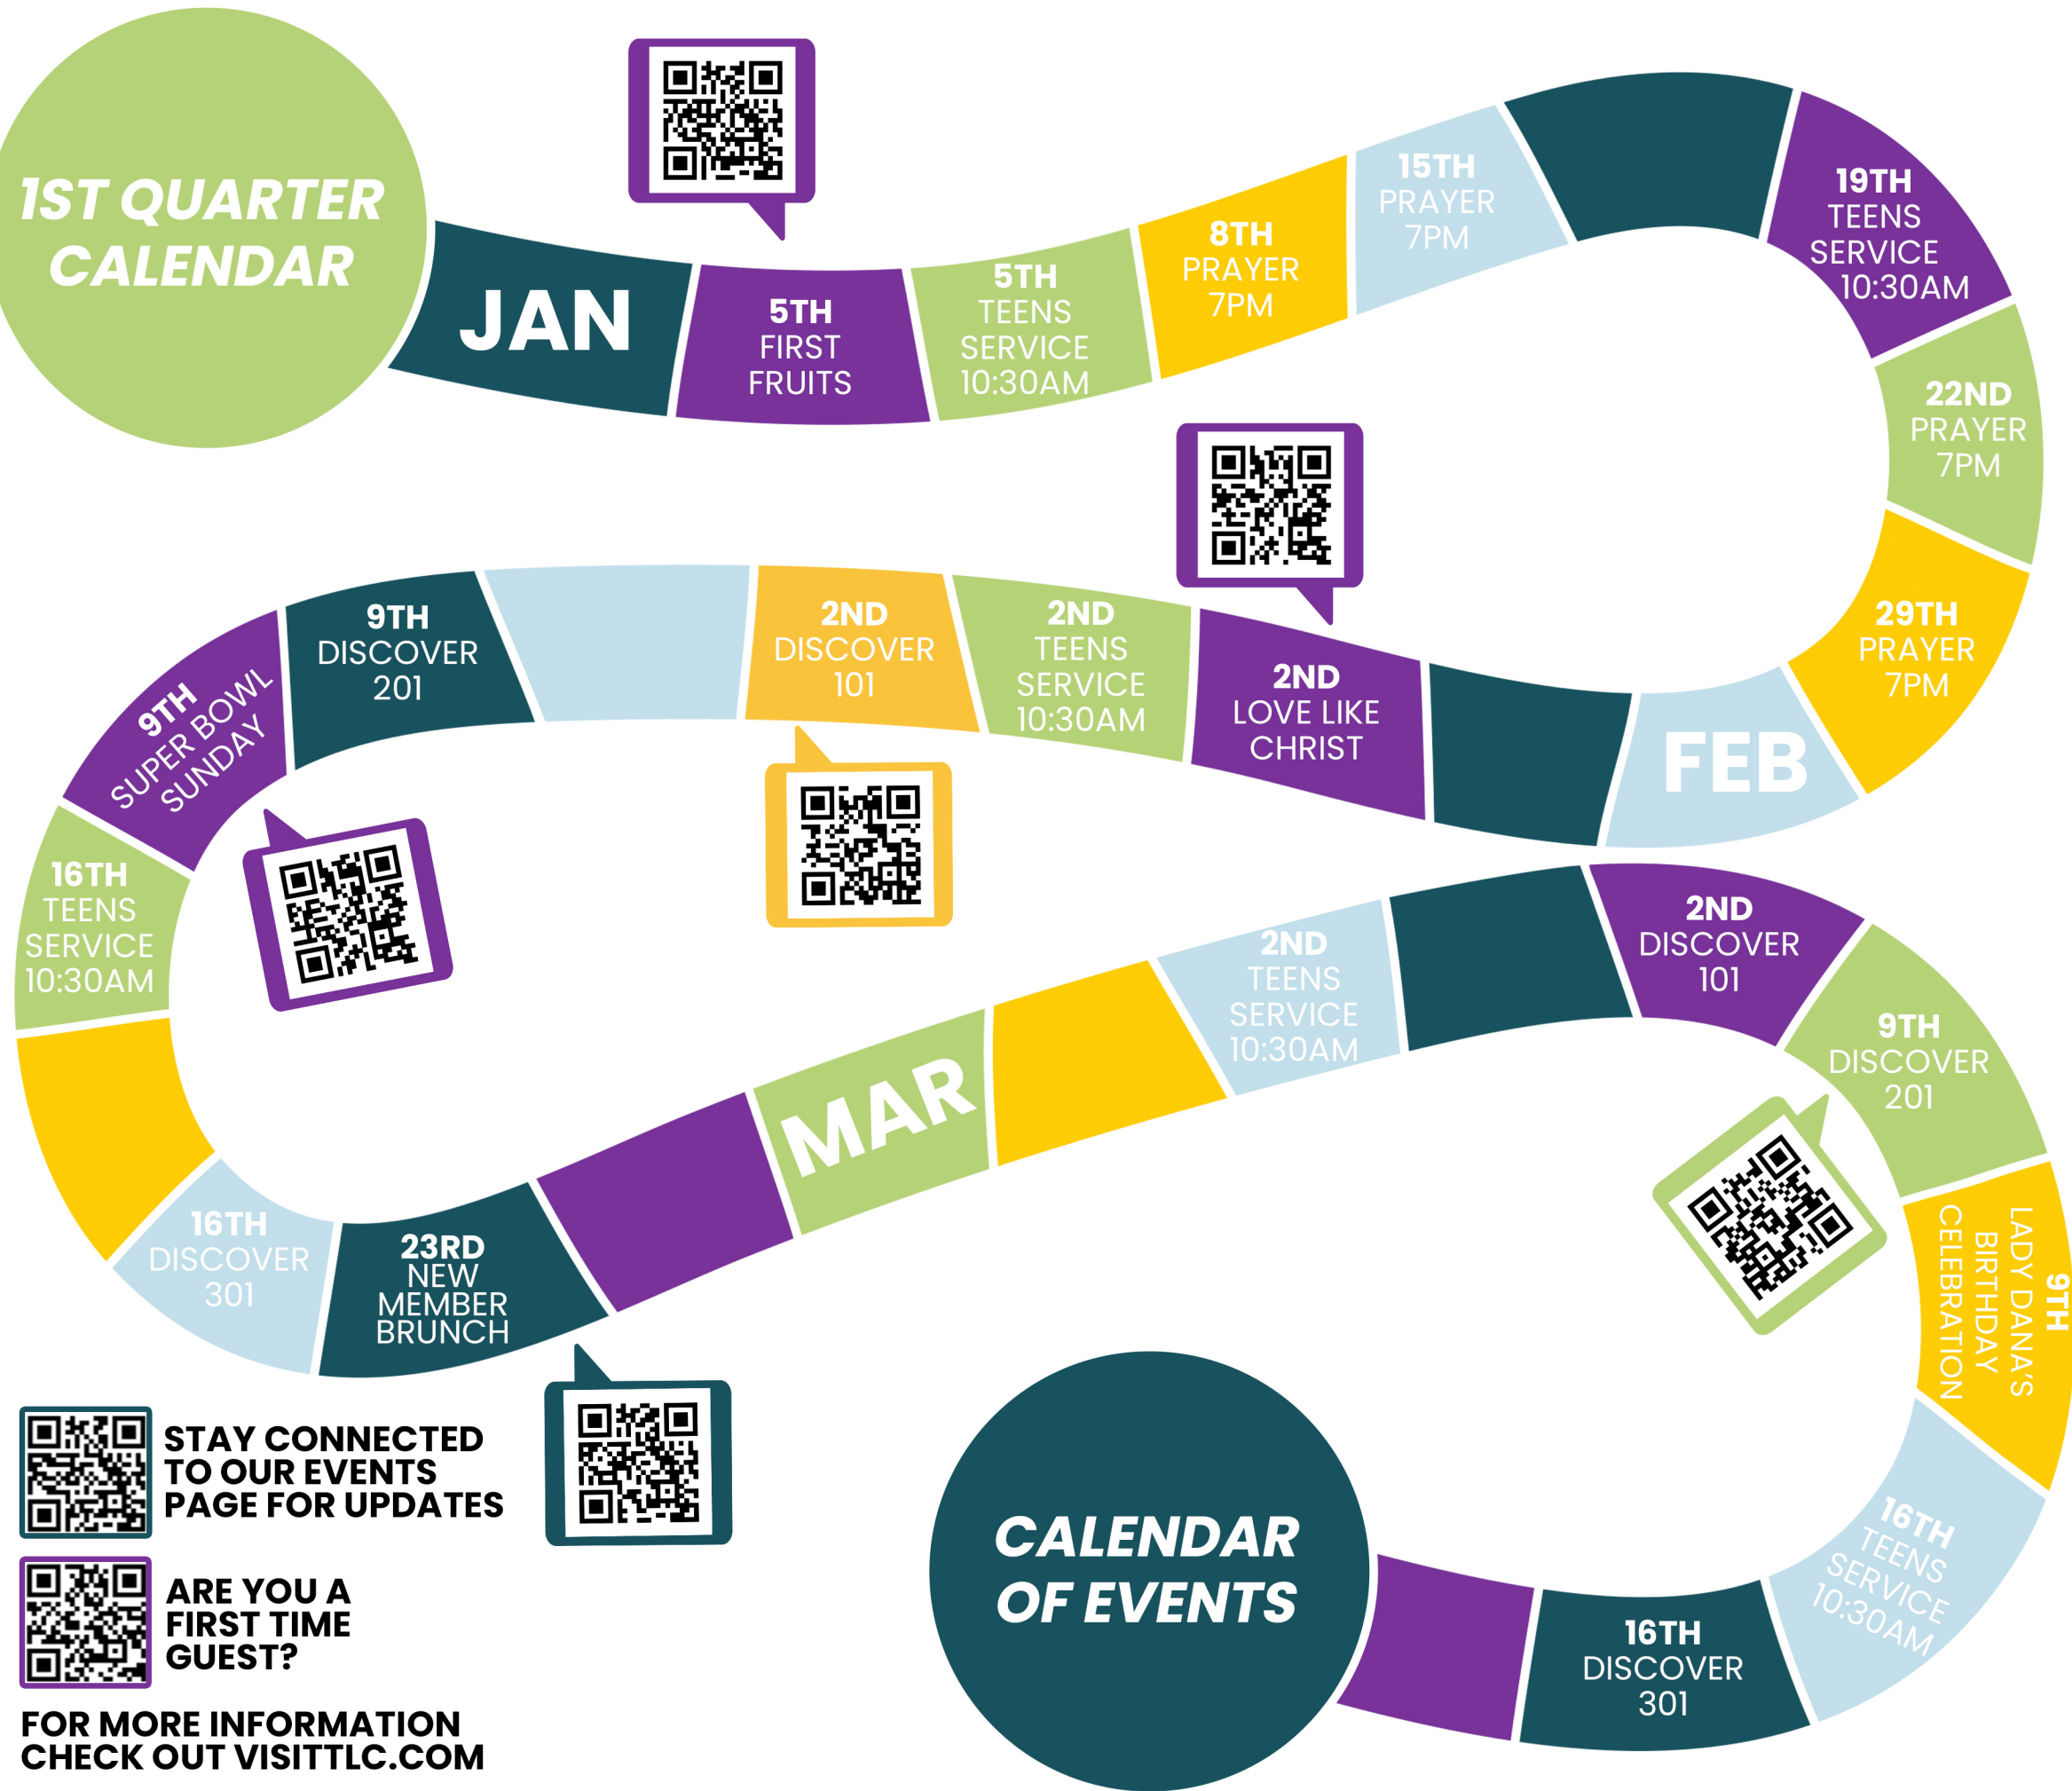 1ST QUARTER
CALENDAR
JAN
5TH
FIRST
FRUITS
5TH
TEENS
SERVICE
10:30AM
8TH
PRAYER
7PM
15TH
PRAYER
7PM
19TH
TEENS
SERVICE
10:30AM
22ND
PRAYER
7PM
29TH
PRAYER
7PM
FEB
2ND
LOVE LIKE
CHRIST
2ND
TEENS
SERVICE
10:30AM
2ND
DISCOVER
101
9TH
DISCOVER
201
9TH
SUPER BOWL
SUNDAY
16TH
TEENS
SERVICE
10:30AM
16TH
DISCOVER
301
23RD
NEW
MEMBER
BRUNCH
MAR
2ND
TEENS
SERVICE
10:30AM
2ND
DISCOVER
101
9TH
DISCOVER
201
9TH
LADY DANA'S
BIRTHDAY
CELEBRATION
16TH
TEENS
SERVICE
10:30AM
16TH
DISCOVER
301
CALENDAR
OF EVENTS
STAY CONNECTED
TO OUR EVENTS
PAGE FOR UPDATES
ARE YOU A
FIRST TIME
GUEST?
FOR MORE INFORMATION
CHECK OUT VISITTLC.COM